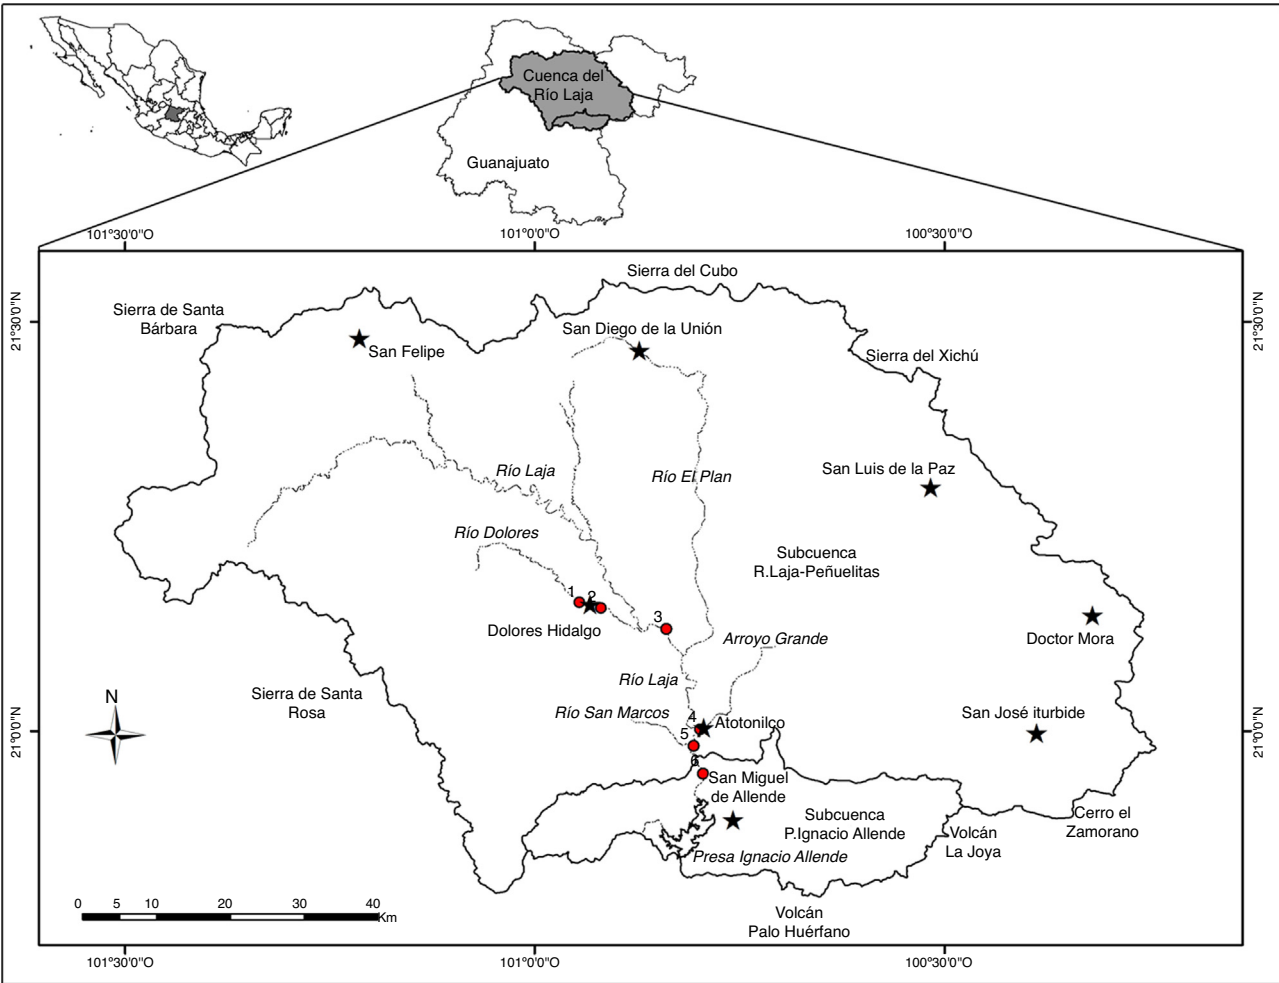 Cuenca del
Río Laja
Guanajuato
101°30'0"O
101°0'0"O
100°30'0"O
Sierra del Cubo
Sierra de Santa
Bárbara
21°30'0"N
21°30'0"N
San Diego de la Unión
San Felipe
Sierra del Xichú
Río Laja
Río El Plan
San Luis de la Paz
Río Dolores
Subcuenca
R.Laja-Peñuelitas
1
2
3
Dolores Hidalgo
Arroyo Grande
Doctor Mora
Río Laja
Sierra de Santa
Rosa
N
Río San Marcos
4
Atotonilco
San José iturbide
21°0'0"N
21°0'0"N
5
6
San Miguel
de Allende
Subcuenca
P.Ignacio Allende
Cerro el
Zamorano
Volcán
La Joya
Presa Ignacio Allende
0 5 10 20 30 40
Km
Volcán
Palo Huérfano
101°30'0"O
101°0'0"O
100°30'0"O